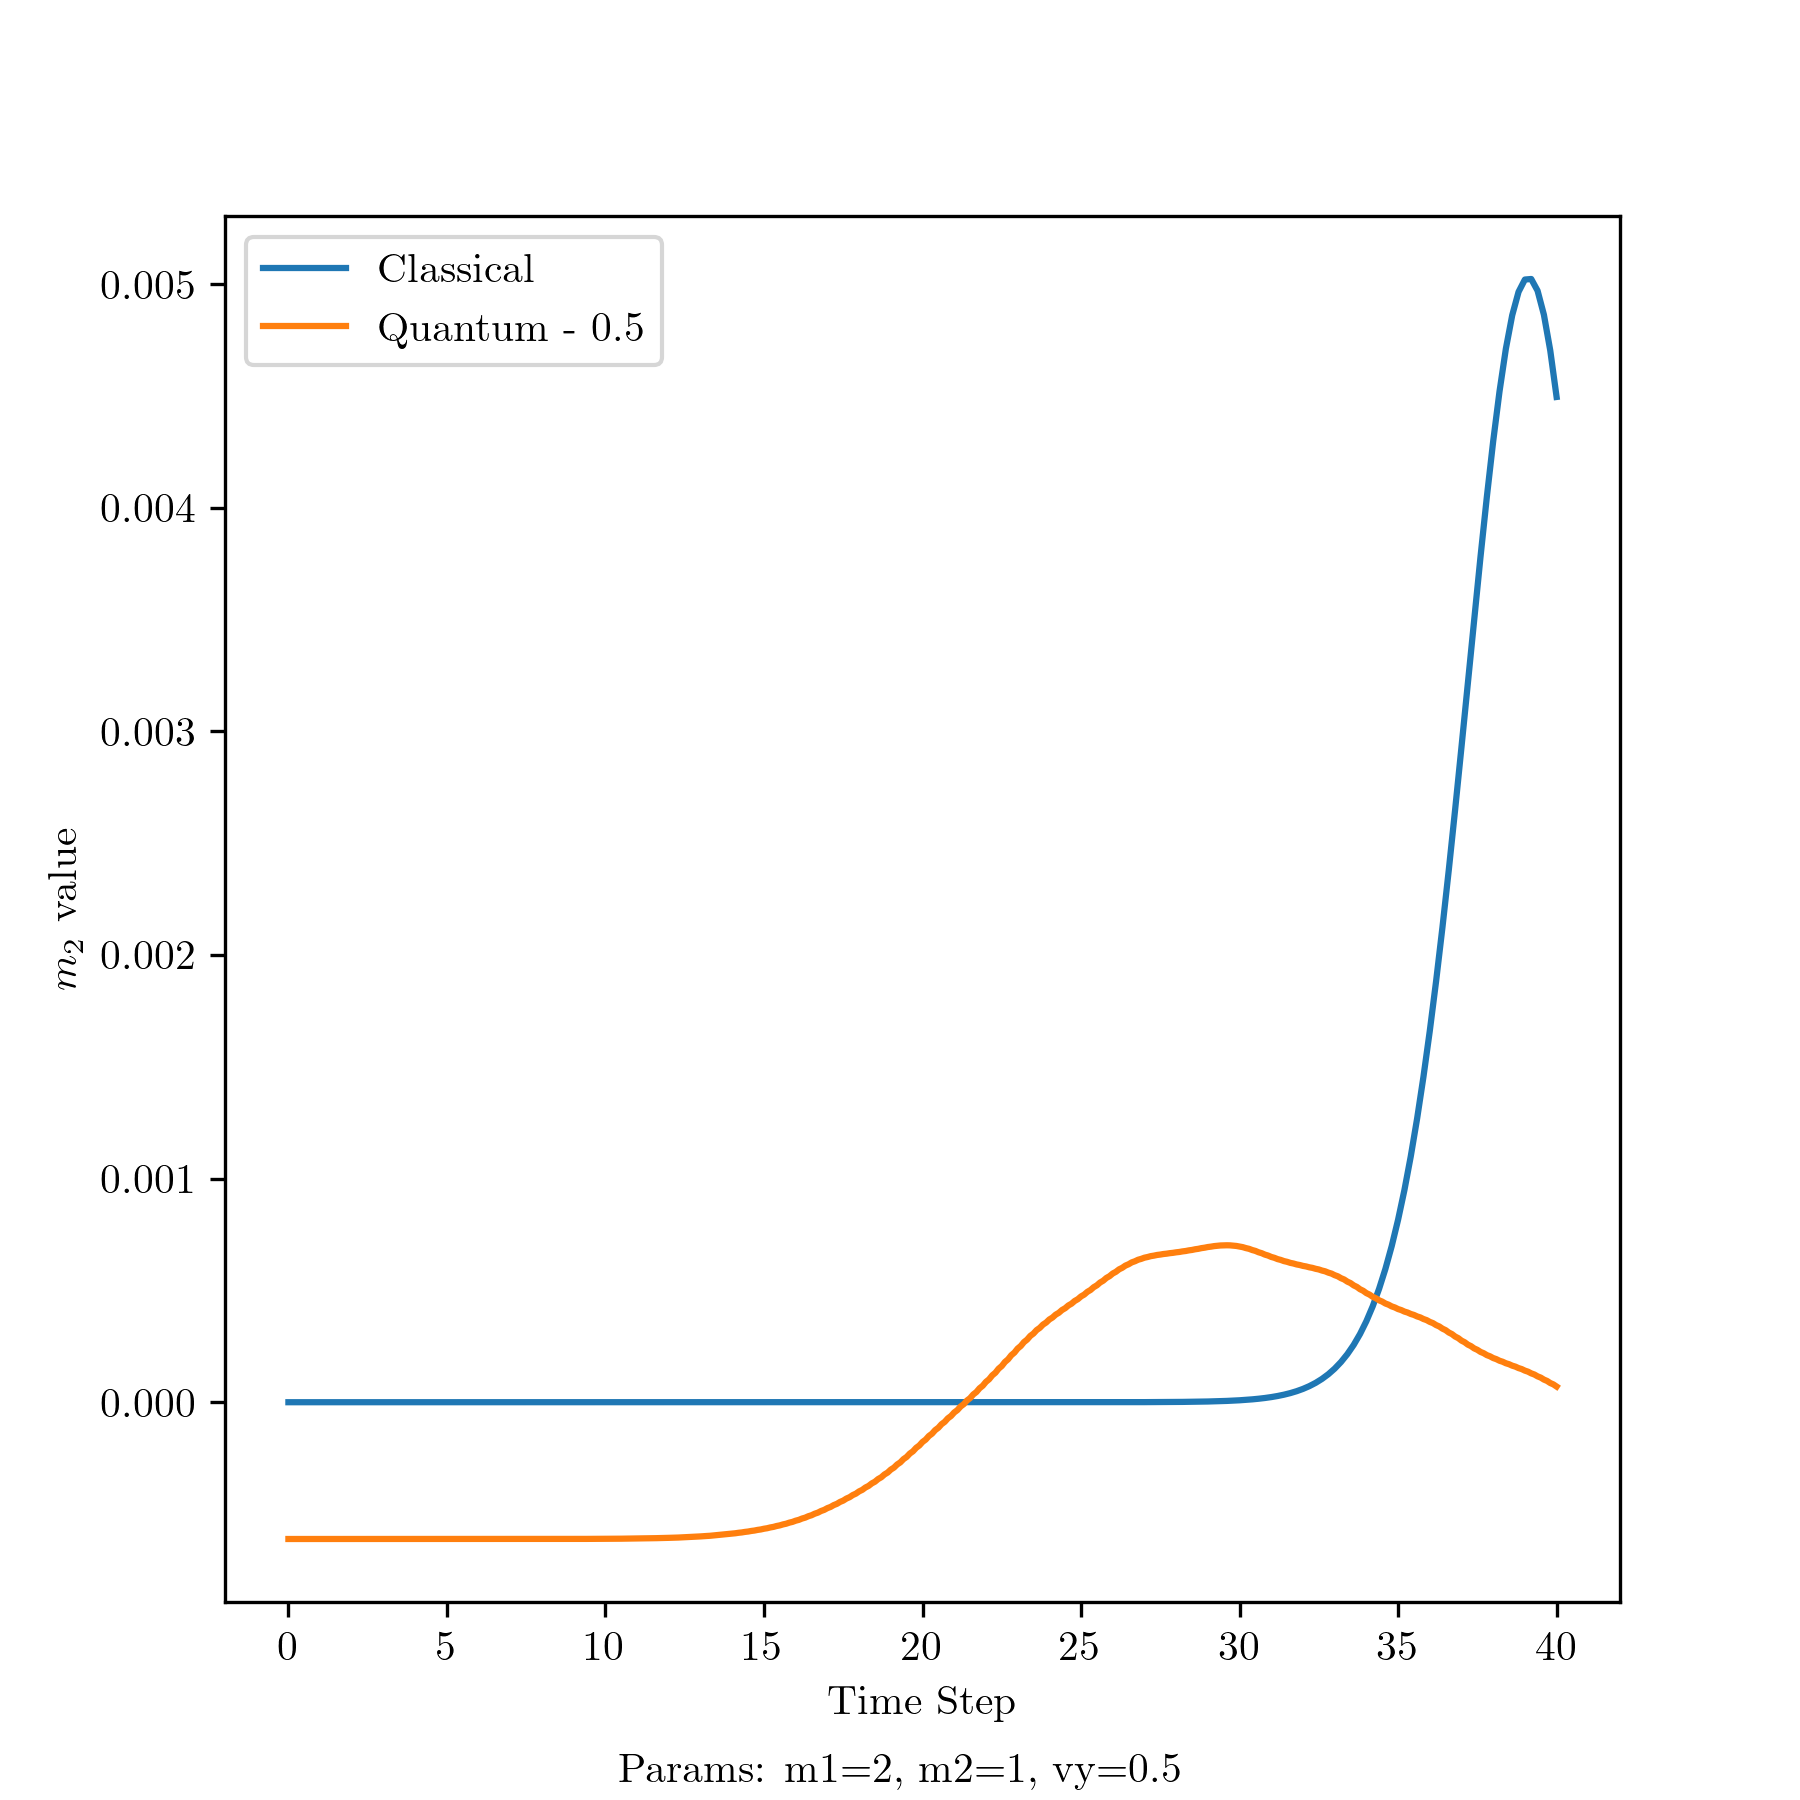 Classical
Quantum - 0.5
0.005
0.004
0.003
0.002
0.001
0.000
m₂ value
0 5 10 15 20 25 30 35 40
Time Step
Params: m1=2, m2=1, vy=0.5